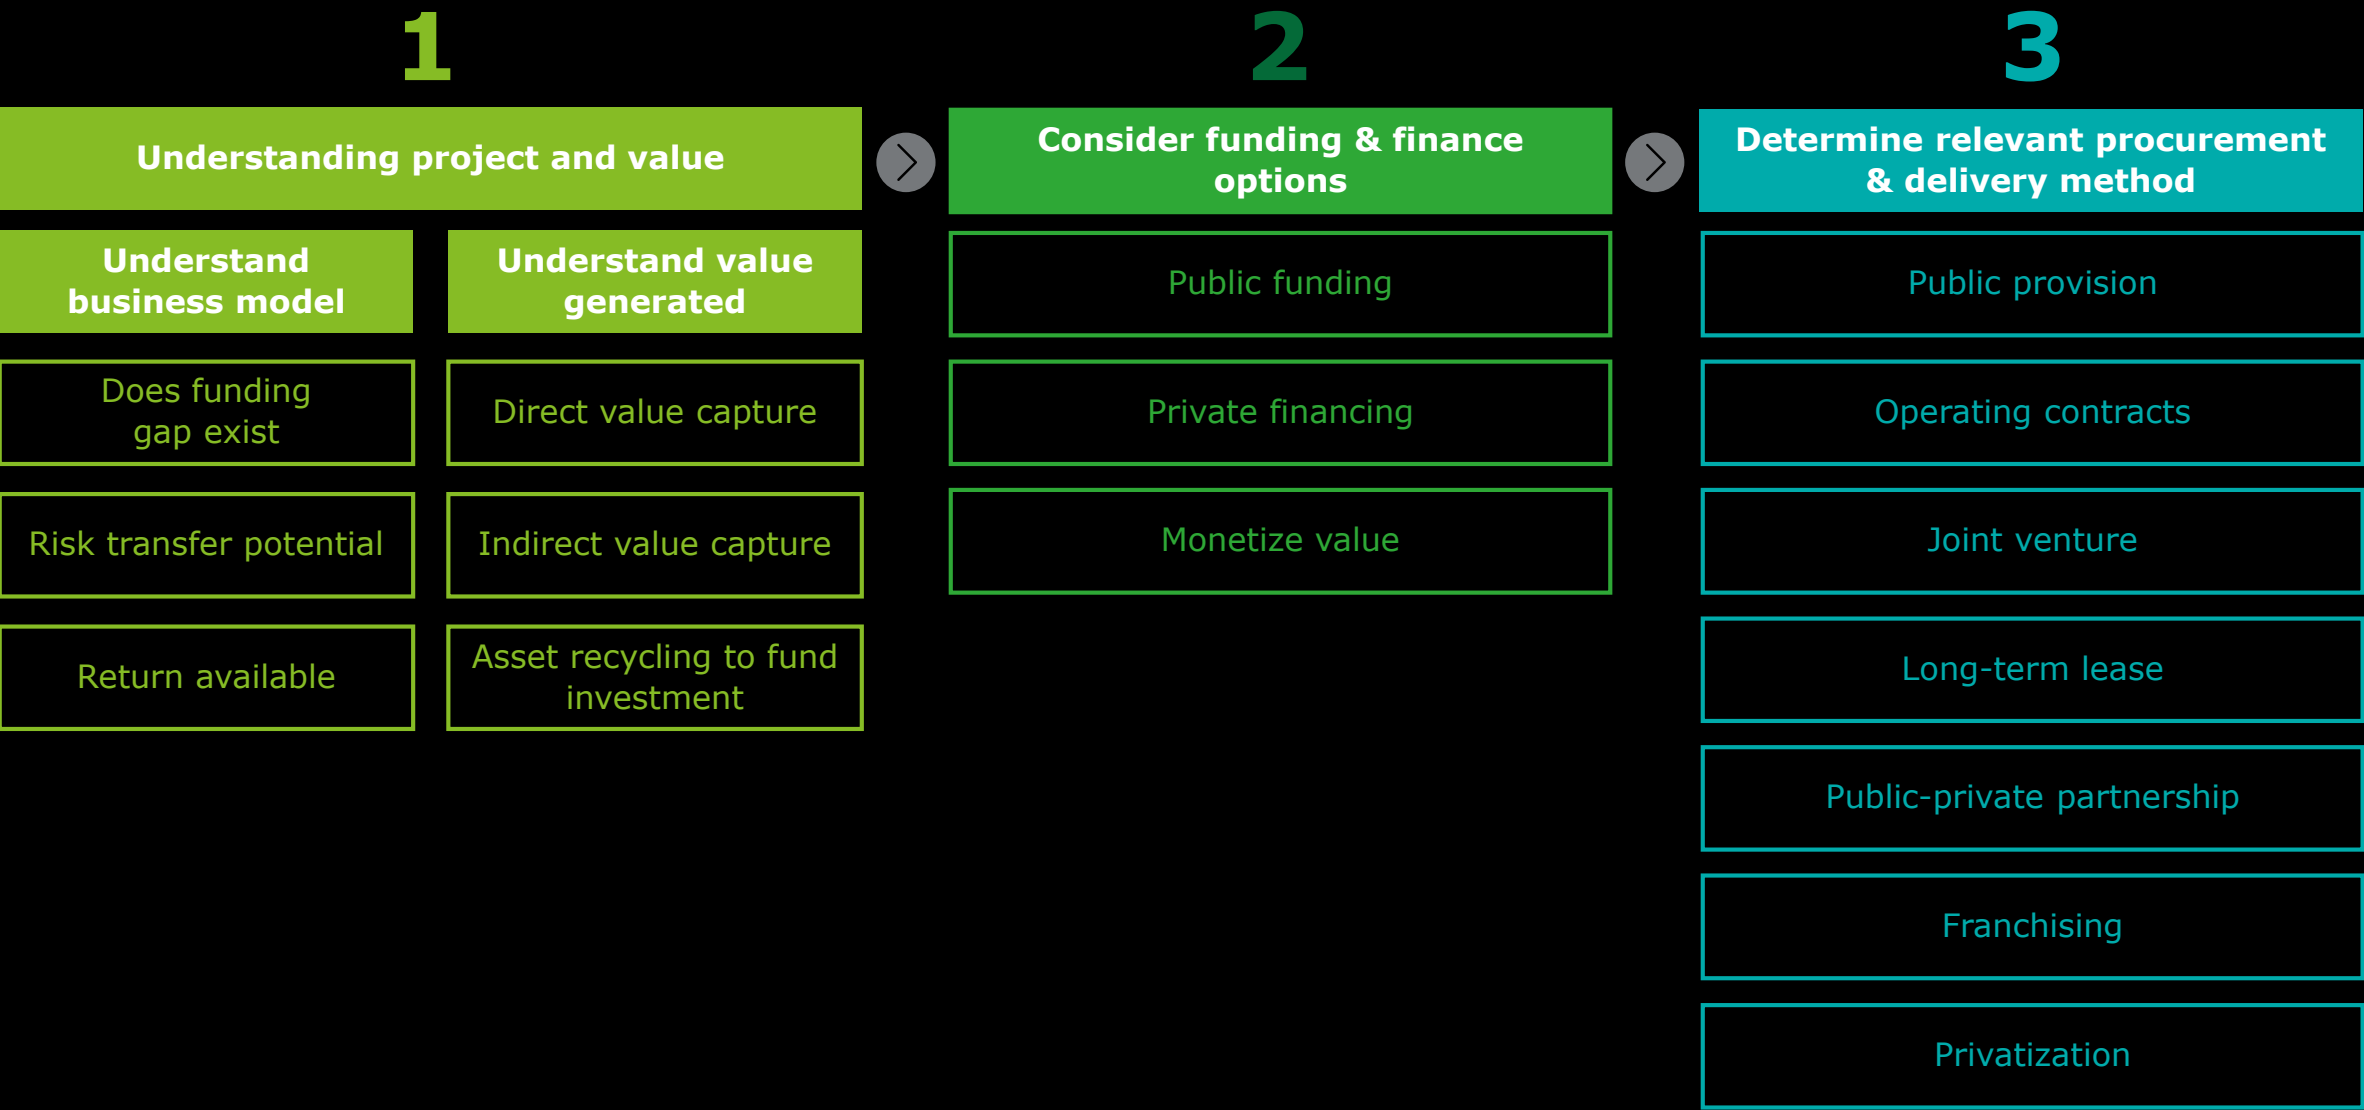 1
Understanding project and value
Understand
business model
Does funding
gap exist
Risk transfer potential
Return available
Understand value
generated
Direct value capture
Indirect value capture
Asset recycling to fund
investment
2
Consider funding & finance
options
Public funding
Private financing
Monetize value
3
Determine relevant procurement
& delivery method
Public provision
Operating contracts
Joint venture
Long-term lease
Public-private partnership
Franchising
Privatization